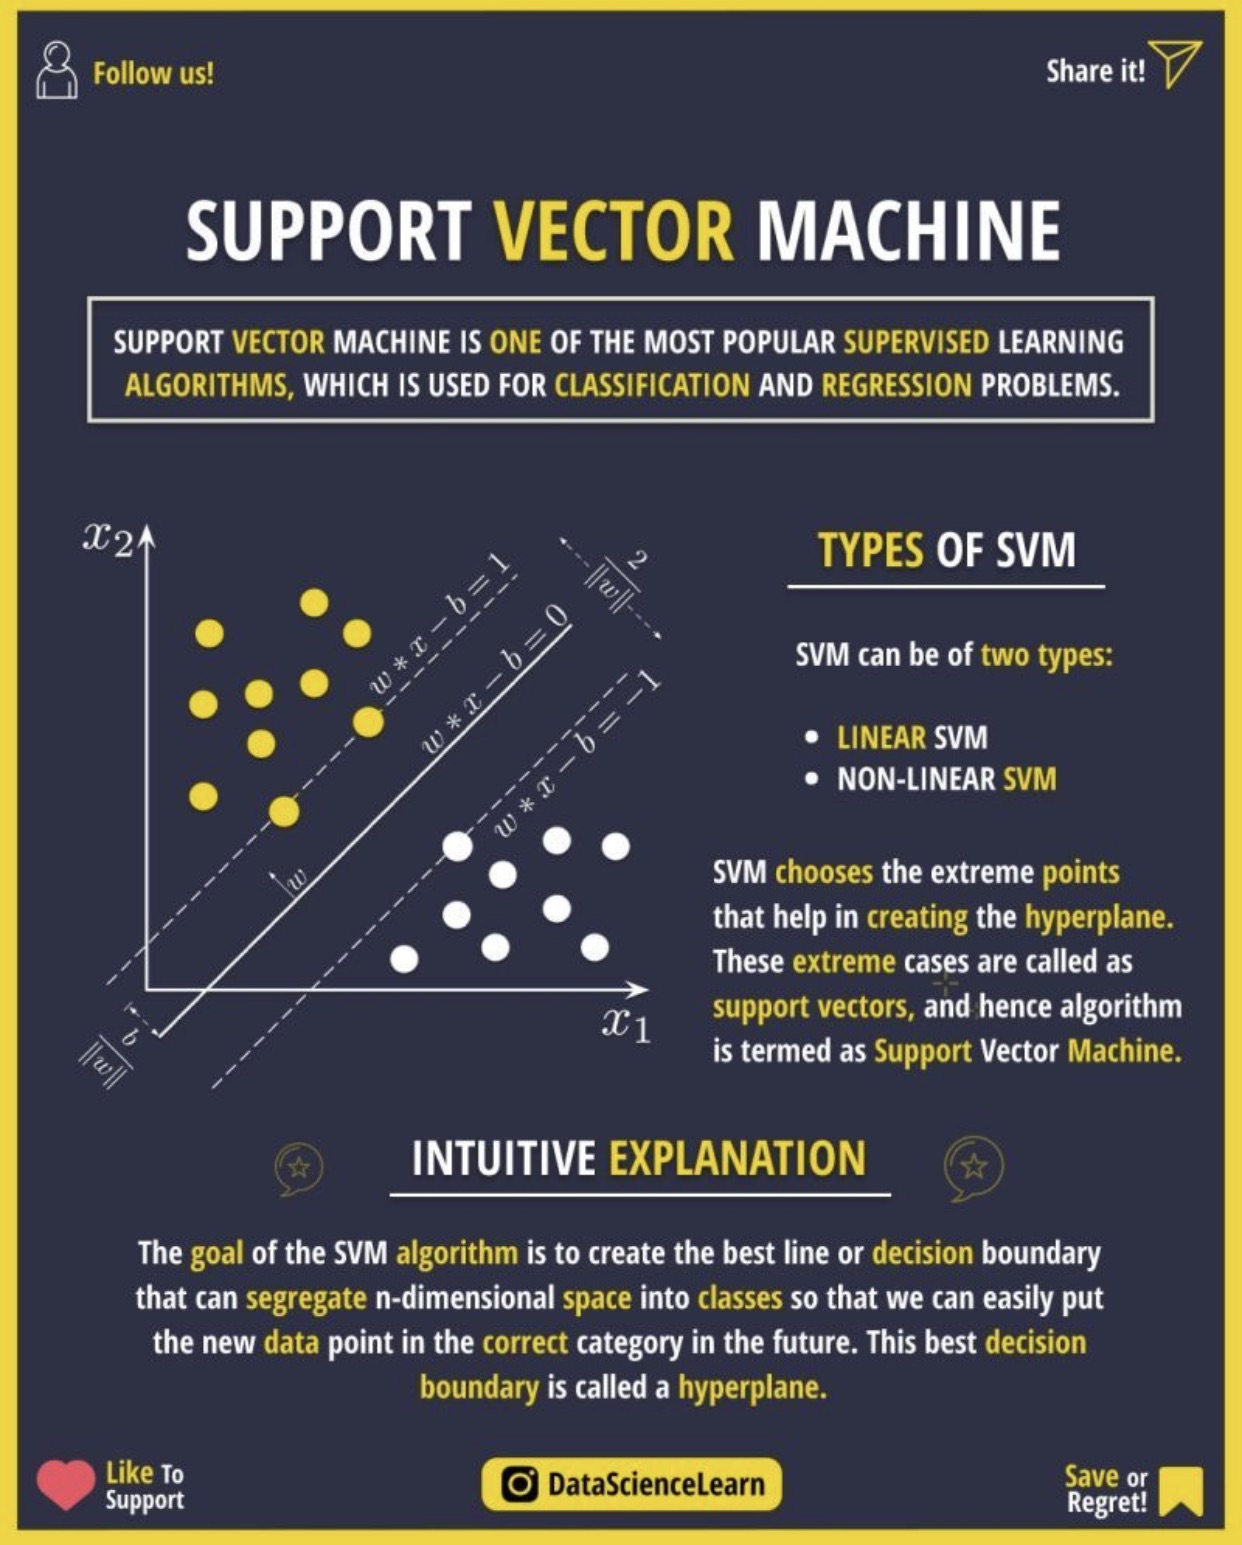 Follow us!
Share it!
SUPPORT VECTOR MACHINE
SUPPORT VECTOR MACHINE IS ONE OF THE MOST POPULAR SUPERVISED LEARNING
ALGORITHMS, WHICH IS USED FOR CLASSIFICATION AND REGRESSION PROBLEMS.
x₂
w * x − b = 1
w * x − b = 0
w * x − b = −1
2
‖w‖
w
b
‖w‖
x₁
TYPES OF SVM
SVM can be of two types:
• LINEAR SVM
• NON-LINEAR SVM
SVM chooses the extreme points
that help in creating the hyperplane.
These extreme cases are called as
support vectors, and hence algorithm
is termed as Support Vector Machine.
INTUITIVE EXPLANATION
The goal of the SVM algorithm is to create the best line or decision boundary
that can segregate n-dimensional space into classes so that we can easily put
the new data point in the correct category in the future. This best decision
boundary is called a hyperplane.
Like To
Support
DataScienceLearn
Save or
Regret!